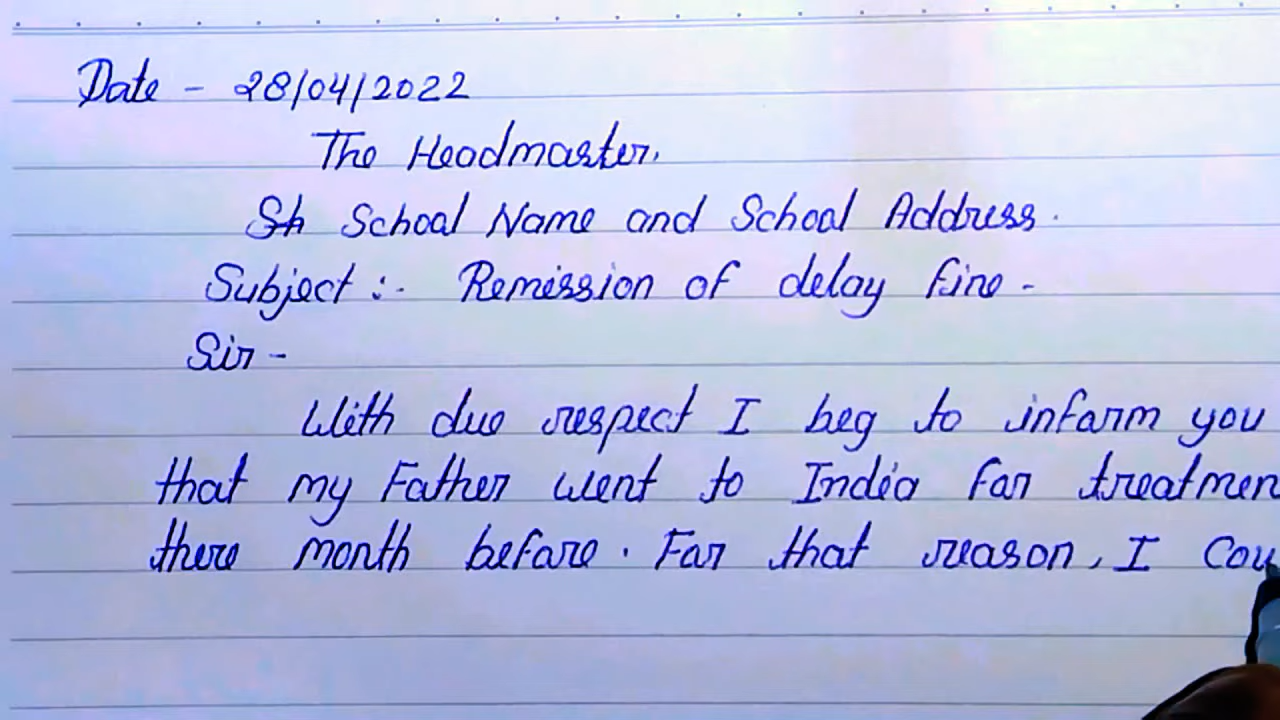 Date - 28/04/2022
The Headmaster.
Sh School Name and School Address.
Subject :- Remission of delay fine -
Sir -
With due respect I beg to inform you
that my Father went to India for treatmen
there month before. For that reason, I Cou